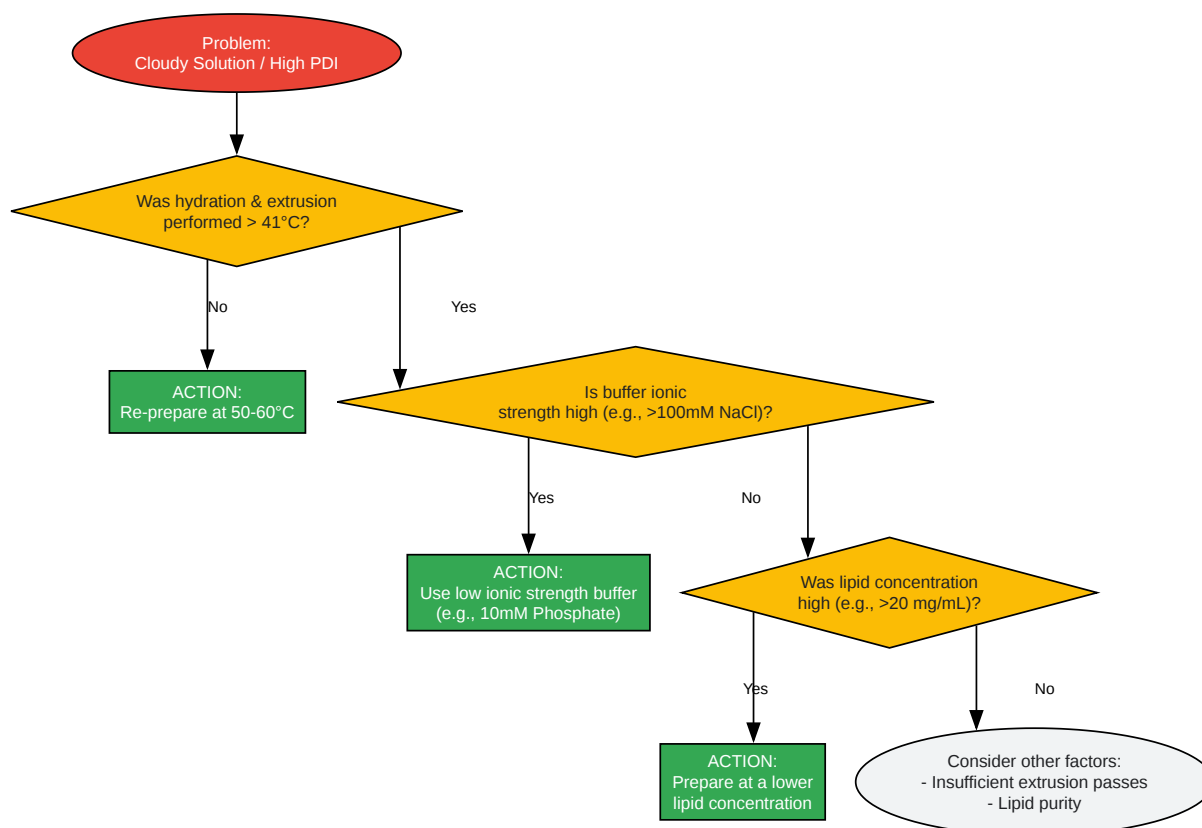 Problem:
Cloudy Solution / High PDI
Was hydration & extrusion
performed > 41°C?
No
Yes
ACTION:
Re-prepare at 50-60°C
Is buffer ionic
strength high (e.g., >100mM NaCl)?
Yes
No
ACTION:
Use low ionic strength buffer
(e.g., 10mM Phosphate)
Was lipid concentration
high (e.g., >20 mg/mL)?
Yes
No
ACTION:
Prepare at a lower
lipid concentration
Consider other factors:
- Insufficient extrusion passes
- Lipid purity